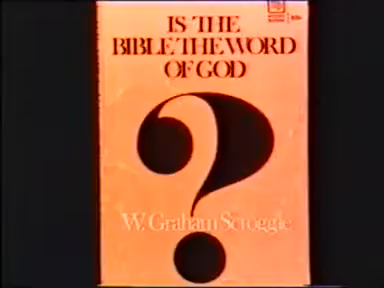 IS THE
BIBLE THE WORD
OF GOD
?
W. Graham Scroggie